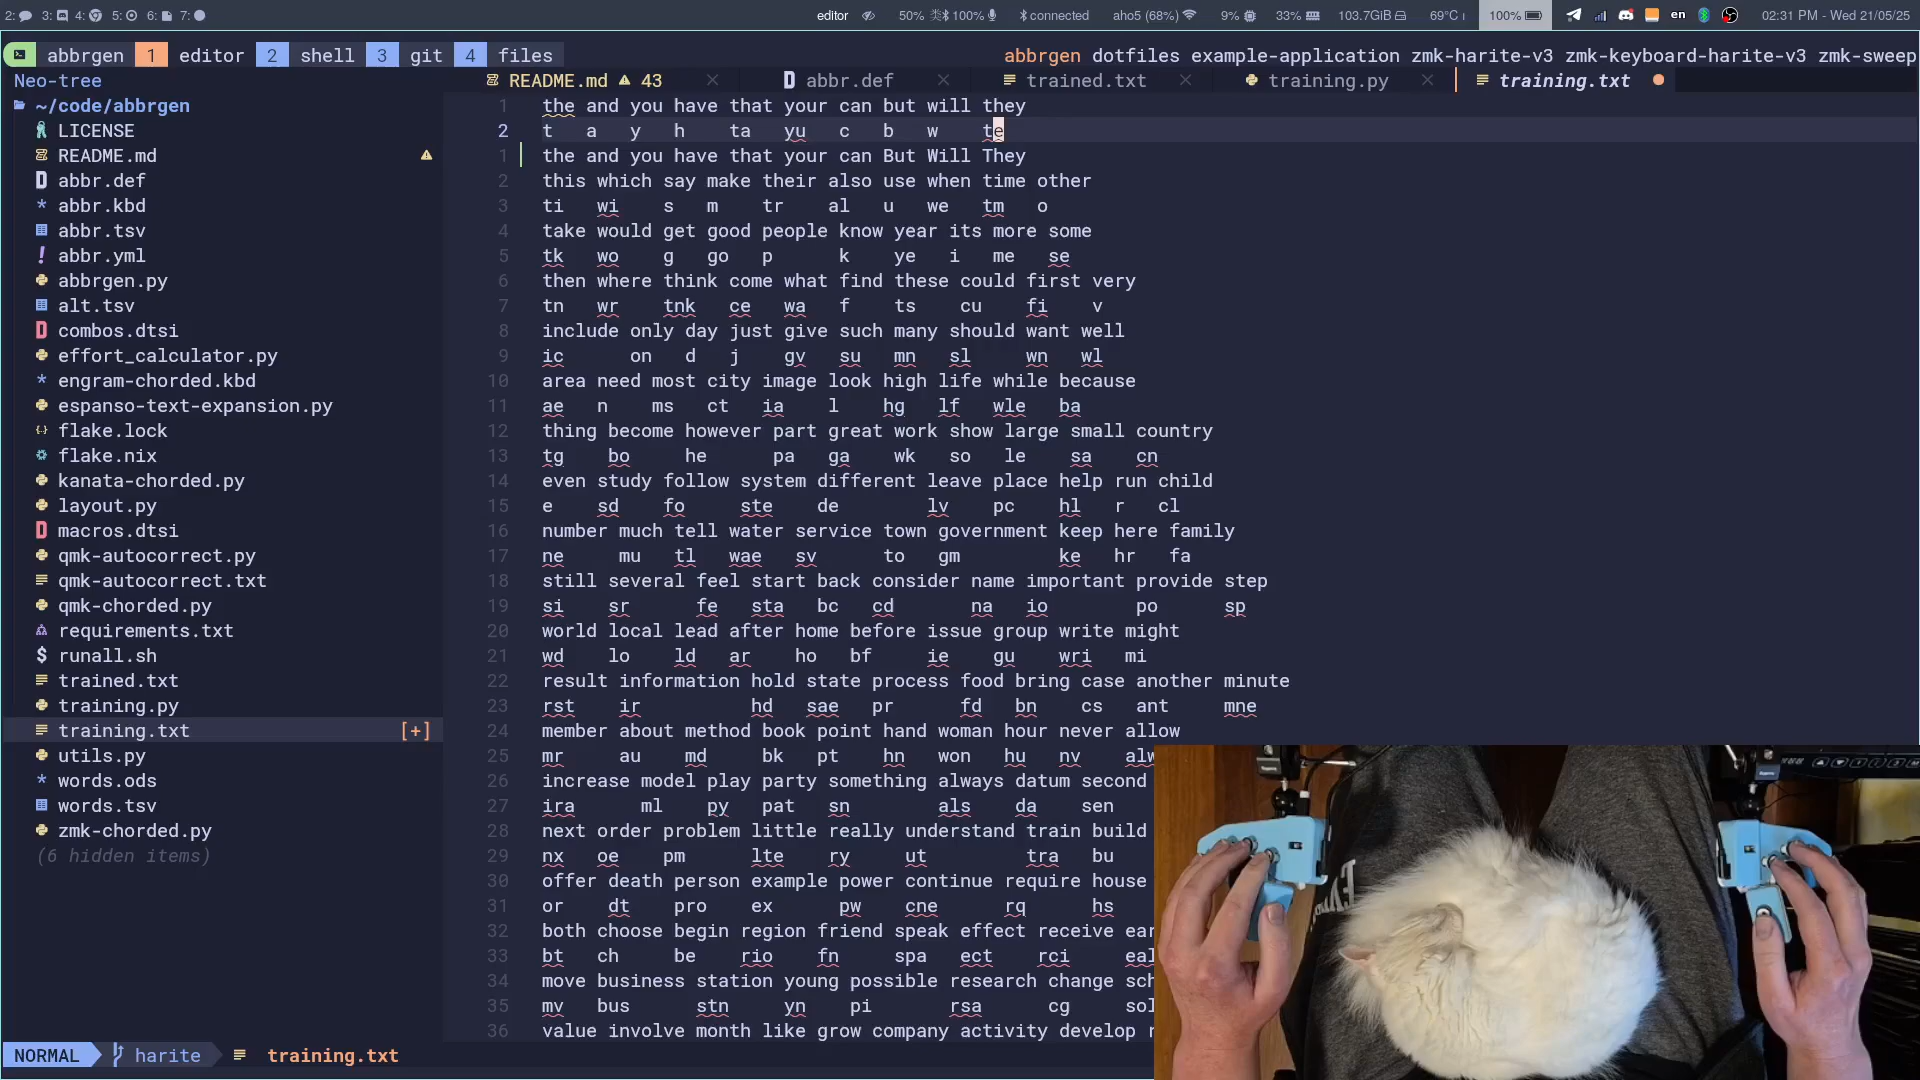 2: 3: 4: 5: 6: 7: editor 50% 100% connected aho5 (68%) 9% 33% 103.7GiB 69°C 100% en 02:31 PM - Wed 21/05/25
abbrgen 1 editor 2 shell 3 git 4 files abbrgen dotfiles example-application zmk-harite-v3 zmk-keyboard-harite-v3 zmk-sweep
Neo-tree README.md 43 abbr.def trained.txt training.py training.txt
~/code/abbrgen
LICENSE
README.md
abbr.def
abbr.kbd
abbr.tsv
abbr.yml
abbrgen.py
alt.tsv
combos.dtsi
effort_calculator.py
engram-chorded.kbd
espanso-text-expansion.py
flake.lock
flake.nix
kanata-chorded.py
layout.py
macros.dtsi
qmk-autocorrect.py
qmk-autocorrect.txt
qmk-chorded.py
requirements.txt
runall.sh
trained.txt
training.py
training.txt [+]
utils.py
words.ods
words.tsv
zmk-chorded.py
(6 hidden items)
1 the and you have that your can but will they
2 t a y h ta yu c b w te
1 the and you have that your can But Will They
2 this which say make their also use when time other
3 ti wi s m tr al u we tm o
4 take would get good people know year its more some
5 tk wo g go p k ye i me se
6 then where think come what find these could first very
7 tn wr tnk ce wa f ts cu fi v
8 include only day just give such many should want well
9 ic on d j gv su mn sl wn wl
10 area need most city image look high life while because
11 ae n ms ct ia l hg lf wle ba
12 thing become however part great work show large small country
13 tg bo he pa ga wk so le sa cn
14 even study follow system different leave place help run child
15 e sd fo ste de lv pc hl r cl
16 number much tell water service town government keep here family
17 ne mu tl wae sv to gm ke hr fa
18 still several feel start back consider name important provide step
19 si sr fe sta bc cd na io po sp
20 world local lead after home before issue group write might
21 wd lo ld ar ho bf ie gu wri mi
22 result information hold state process food bring case another minute
23 rst ir hd sae pr fd bn cs ant mne
24 member about method book point hand woman hour never allow
25 mr au md bk pt hn won hu nv alw
26 increase model play party something always datum second
27 ira ml py pat sn als da sen
28 next order problem little really understand train build
29 nx oe pm lte ry ut tra bu
30 offer death person example power continue require house
31 or dt pro ex pw cne rq hs
32 both choose begin region friend speak effect receive ear
33 bt ch be rio fn spa ect rci eal
34 move business station young possible research change sch
35 mv bus stn yn pi rsa cg sol
36 value involve month like grow company activity develop r
NORMAL harite training.txt